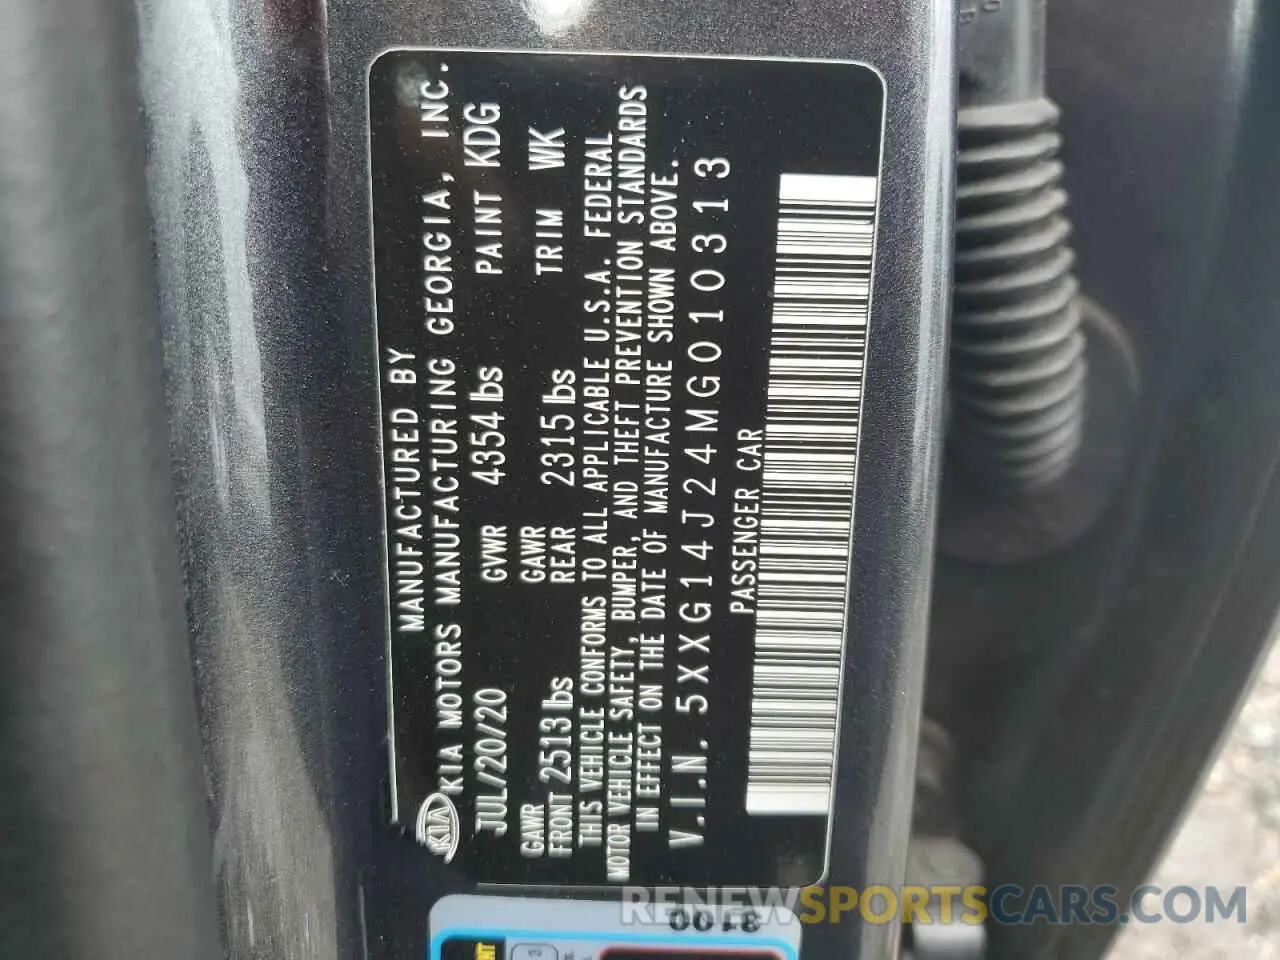 MANUFACTURED BY
KIA KIA MOTORS MANUFACTURING GEORGIA, INC.
JUL/20/20 GVWR 4354 lbs PAINT KDG
GAWR FRONT 2513 lbs GAWR REAR 2315 lbs TRIM WK
THIS VEHICLE CONFORMS TO ALL APPLICABLE U.S.A. FEDERAL
MOTOR VEHICLE SAFETY, BUMPER, AND THEFT PREVENTION STANDARDS
IN EFFECT ON THE DATE OF MANUFACTURE SHOWN ABOVE.
V.I.N. 5XXG14J24MG010313
PASSENGER CAR
RENEWSPORTSCARS.COM